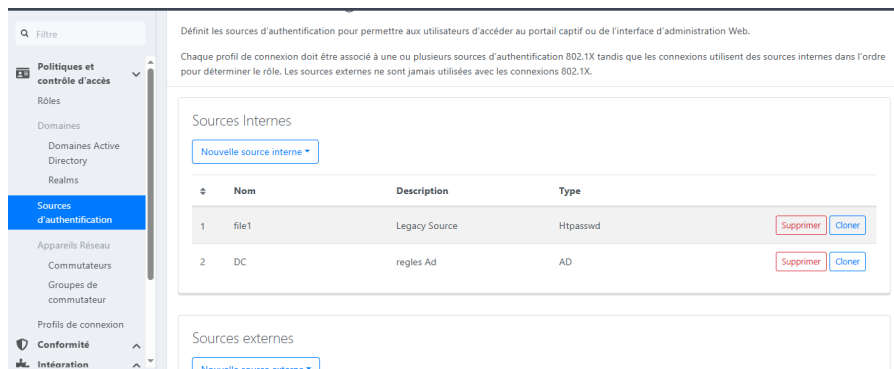 Filtre
Politiques et
contrôle d'accès
Rôles
Domaines
Domaines Active
Directory
Realms
Sources
d'authentification
Appareils Réseau
Commutateurs
Groupes de
commutateur
Profils de connexion
Conformité
Intégration
Définit les sources d'authentification pour permettre aux utilisateurs d'accéder au portail captif ou de l'interface d'administration Web.
Chaque profil de connexion doit être associé à une ou plusieurs sources d'authentification 802.1X tandis que les connexions utilisent des sources internes dans l'ordre
pour déterminer le rôle. Les sources externes ne sont jamais utilisées avec les connexions 802.1X.
Sources Internes
Nouvelle source interne
Nom Description Type
1 file1 Legacy Source Htpasswd Supprimer Cloner
2 DC regles Ad AD Supprimer Cloner
Sources externes
Nouvelle source externe